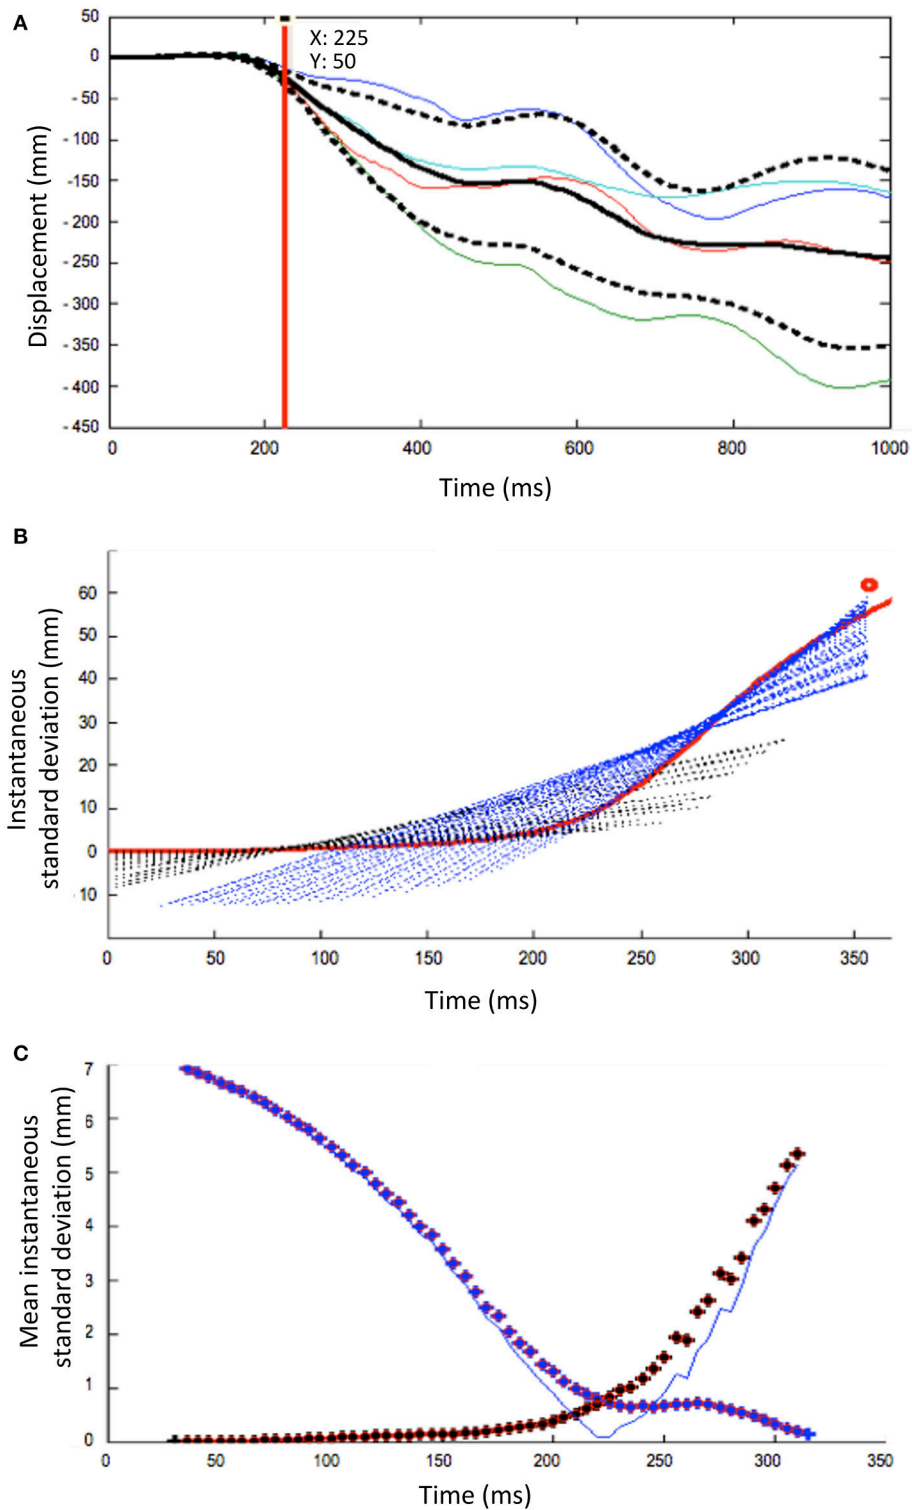 A
50
0
- 50
- 100
-150
- 200
- 250
- 300
- 350
- 400
- 450
X: 225
Y: 50
Displacement (mm)
0 200 400 600 800 1000
Time (ms)
B
60
50
40
30
20
10
0
10
Instantaneous
standard deviation (mm)
0 50 100 150 200 250 300 350
Time (ms)
C
7
6
5
4
3
2
1
0
Mean instantaneous
standard deviation (mm)
50 100 150 200 250 300 350
Time (ms)